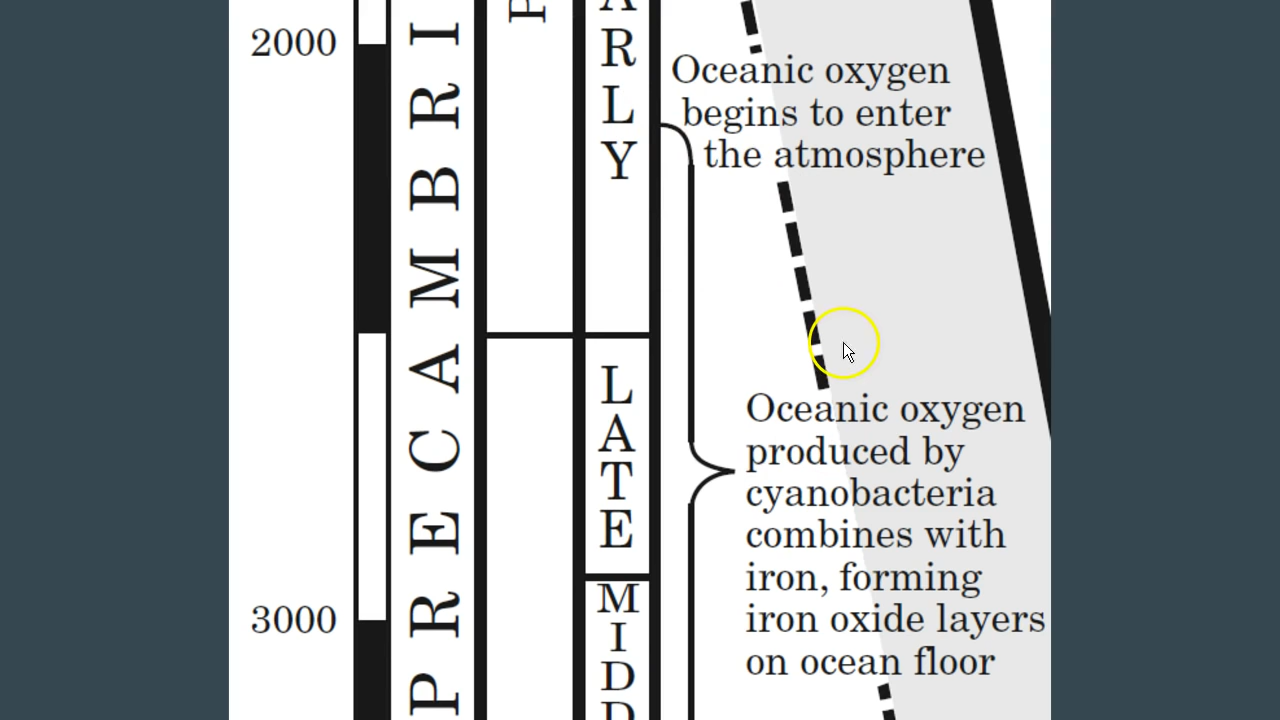 2000
3000
PRECAMBRI
P
ARLY
LATE
MIDD
Oceanic oxygen
begins to enter
the atmosphere
Oceanic oxygen
produced by
cyanobacteria
combines with
iron, forming
iron oxide layers
on ocean floor